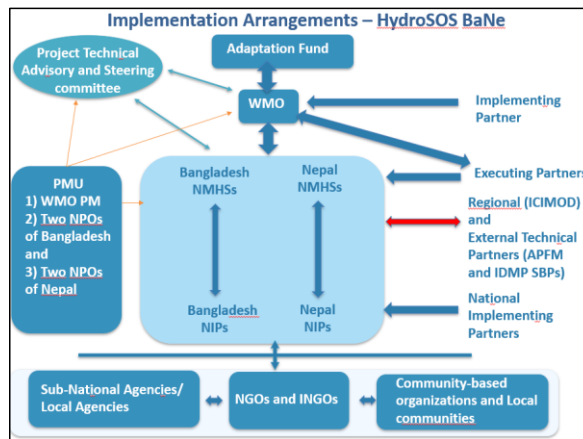 Implementation Arrangements – HydroSOS BaNe
Adaptation Fund
Project Technical
Advisory and Steering
committee
WMO
Implementing
Partner
PMU
1) WMO PM
2) Two NPOs
of Bangladesh
and
3) Two NPOs
of Nepal
Bangladesh
NMHSs
Nepal
NMHSs
Executing Partners
Regional (ICIMOD)
and
External Technical
Partners (APFM
and IDMP SBPs)
Bangladesh
NIPs
Nepal
NIPs
National
Implementing
Partners
Sub-National Agencies/
Local Agencies
NGOs and INGOs
Community-based
organizations and Local
communities